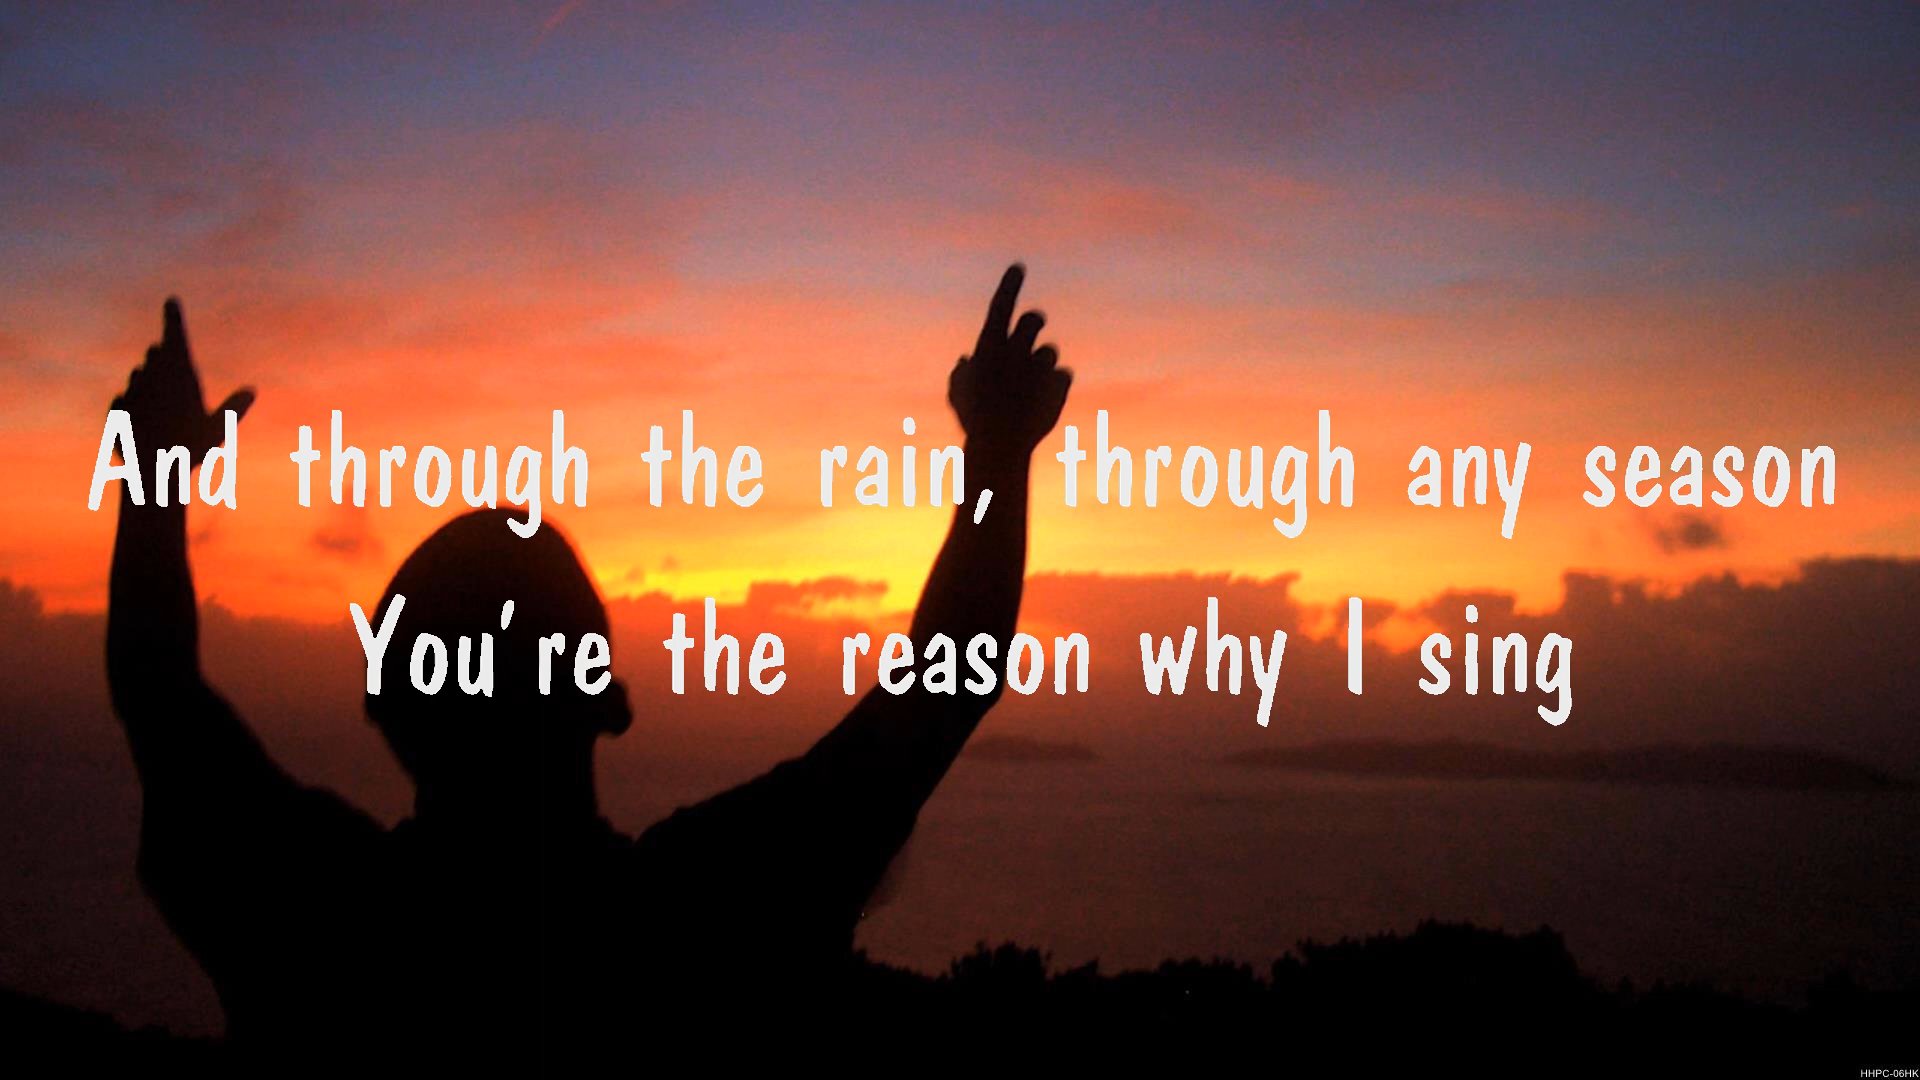 And through the rain, through any season
You're the reason why I sing
HHPC-06HK